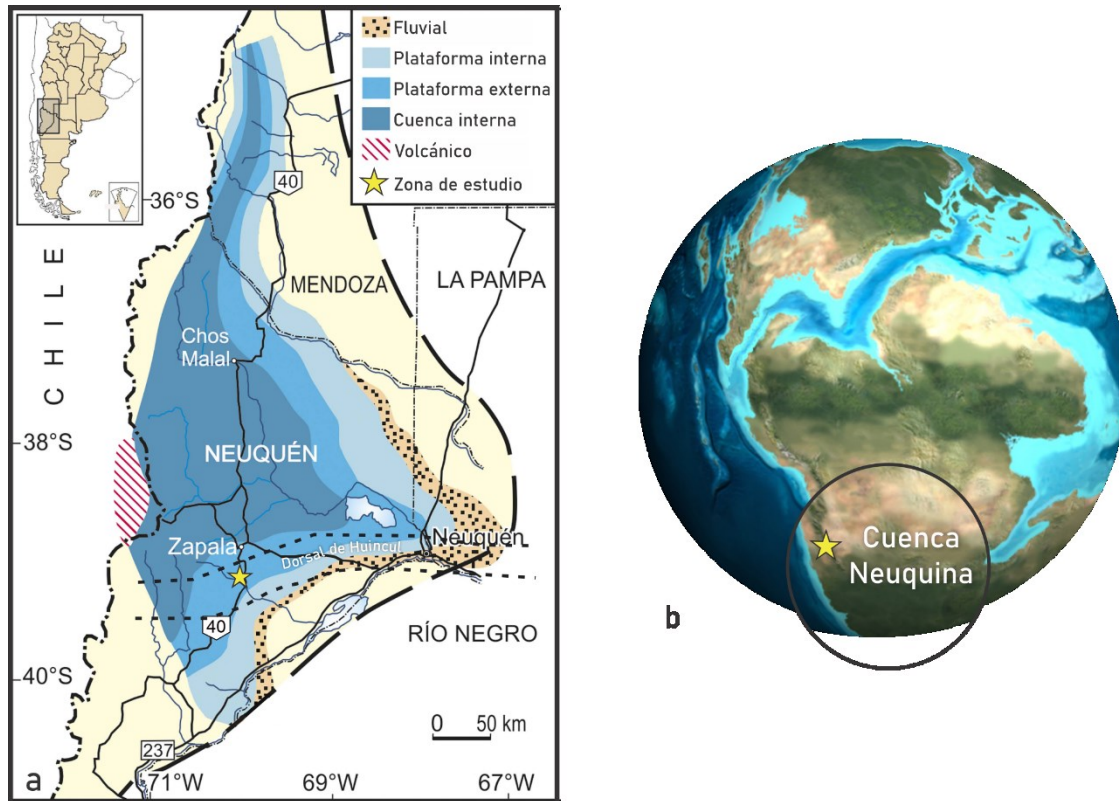 Fluvial
Plataforma interna
Plataforma externa
Cuenca interna
Volcánico
Zona de estudio
36°S
40
CHILE
MENDOZA
LA PAMPA
Chos
Malal
38°S
NEUQUÉN
Zapala
Dorsal de Huincul
Neuquén
40
RÍO NEGRO
40°S
0 50 km
237
a
71°W
69°W
67°W
Cuenca
Neuquina
b